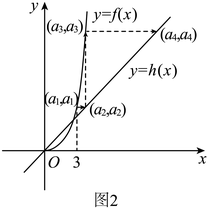 y
y=f(x)
(a₃,a₃)
(a₄,a₄)
y=h(x)
(a₁,a₁)
(a₂,a₂)
O
3
x
图2